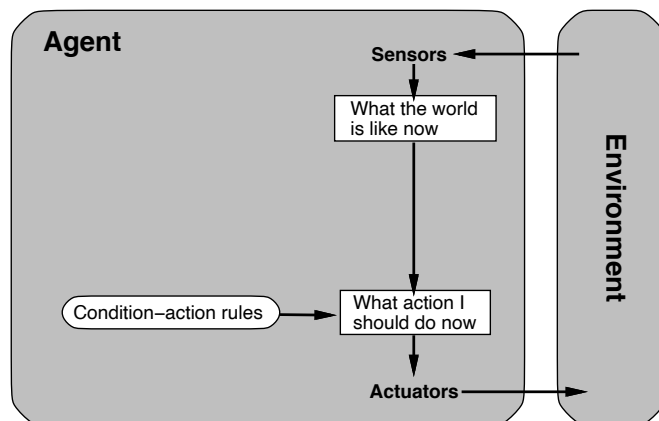 Agent
Sensors
What the world
is like now
Environment
Condition−action rules
What action I
should do now
Actuators